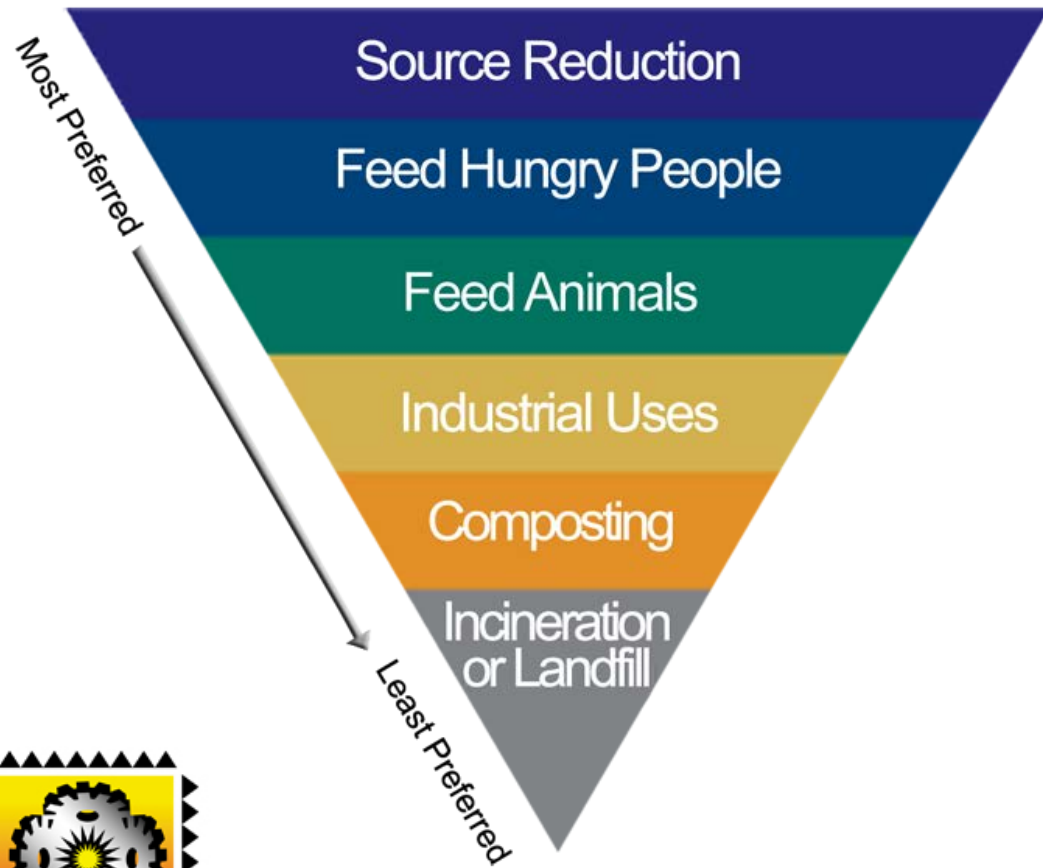 Most Preferred
Source Reduction
Feed Hungry People
Feed Animals
Industrial Uses
Composting
Incineration
or Landfill
Least Preferred